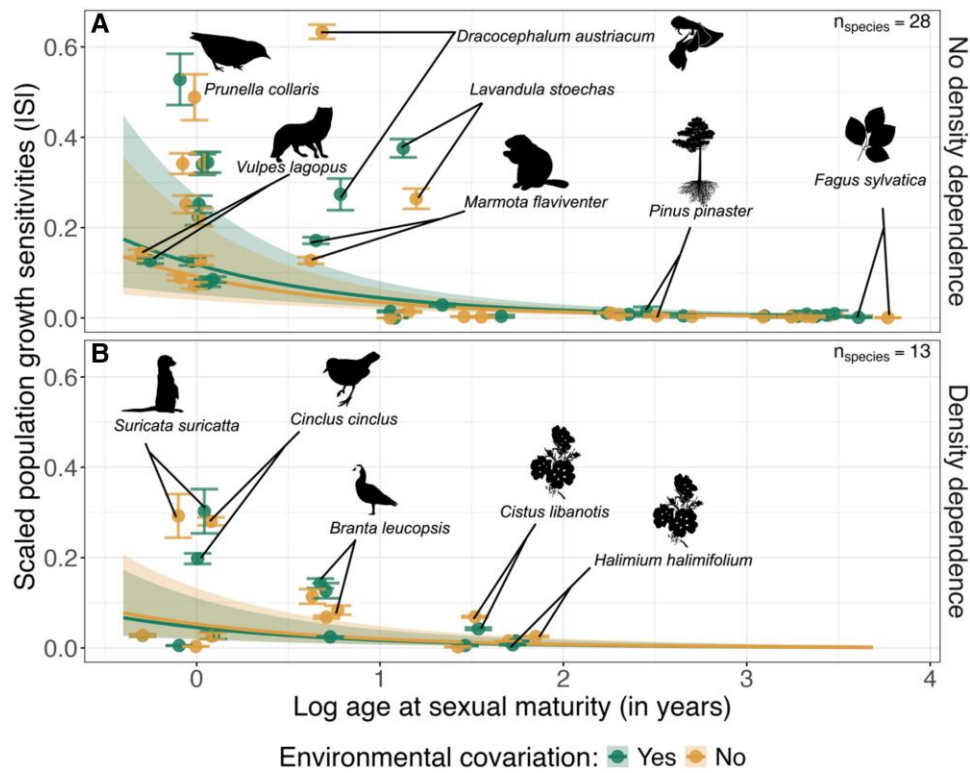 A
n_species = 28
Dracocephalum austriacum
Prunella collaris
Lavandula stoechas
Vulpes lagopus
Marmota flaviventer
Pinus pinaster
Fagus sylvatica
0.6
0.4
0.2
0.0
No density dependence
Scaled population growth sensitivities (|S|)
B
n_species = 13
Suricata suricatta
Cinclus cinclus
Branta leucopsis
Cistus libanotis
Halimium halimifolium
0.6
0.4
0.2
0.0
Density dependence
0 1 2 3 4
Log age at sexual maturity (in years)
Environmental covariation: Yes No